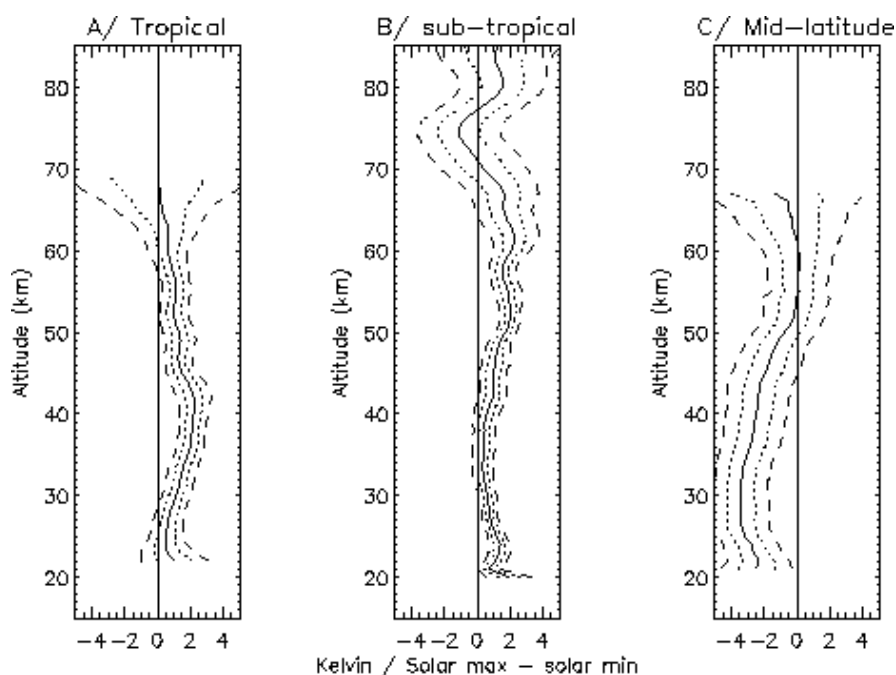 A/ Tropical
B/ sub-tropical
C/ Mid-latitude
Altitude (km)
80
70
60
50
40
30
20
-4 -2 0 2 4
Altitude (km)
80
70
60
50
40
30
20
-4 -2 0 2 4
Altitude (km)
80
70
60
50
40
30
20
-4 -2 0 2 4
Kelvin / Solar max - solar min